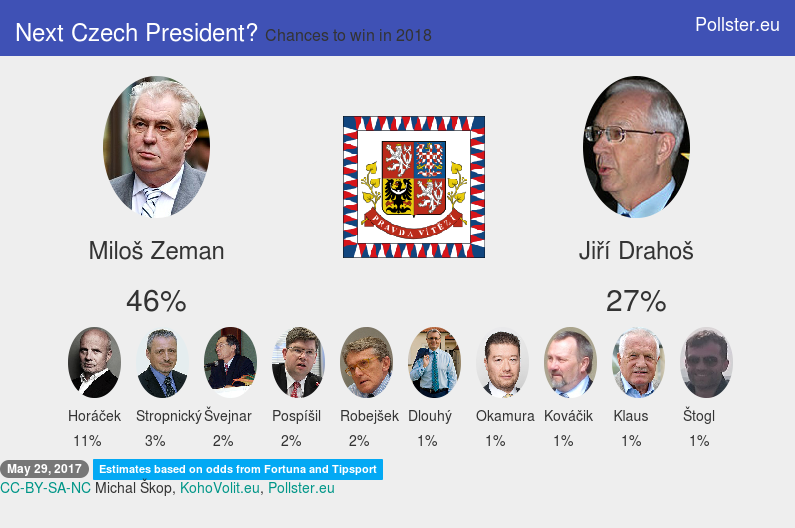 Next Czech President? Chances to win in 2018
Pollster.eu
PRAVDA VÍTĚZÍ
Miloš Zeman
Jiří Drahoš
46%
27%
Horáček Stropnický Švejnar Pospíšil Robejšek Dlouhý Okamura Kováčik Klaus Štogl
11% 3% 2% 2% 2% 1% 1% 1% 1% 1%
May 29, 2017 Estimates based on odds from Fortuna and Tipsport
CC-BY-SA-NC Michal Škop, KohoVolit.eu, Pollster.eu